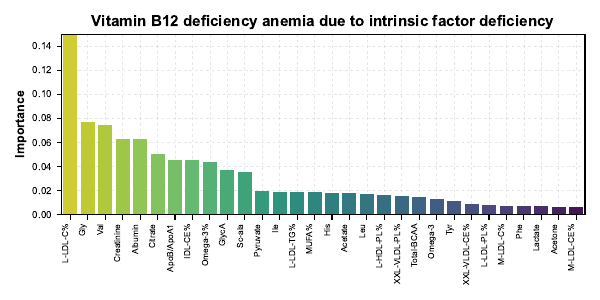 Vitamin B12 deficiency anemia due to intrinsic factor deficiency
Importance
0.14
0.12
0.10
0.08
0.06
0.04
0.02
0.00
L-LDL-C%
Gly
Val
Creatinine
Albumin
Citrate
ApoB/ApoA1
IDL-CE%
Omega-3%
GlycA
Sc-ala
Pyruvate
Ile
L-LDL-TG%
MUFA%
His
Acetate
Leu
L-HDL-PL%
XXL-VLDL-PL%
Total-BCAA
Omega-3
Tyr
XXL-VLDL-CE%
L-LDL-PL%
M-LDL-C%
Phe
Lactate
Acetone
M-LDL-CE%